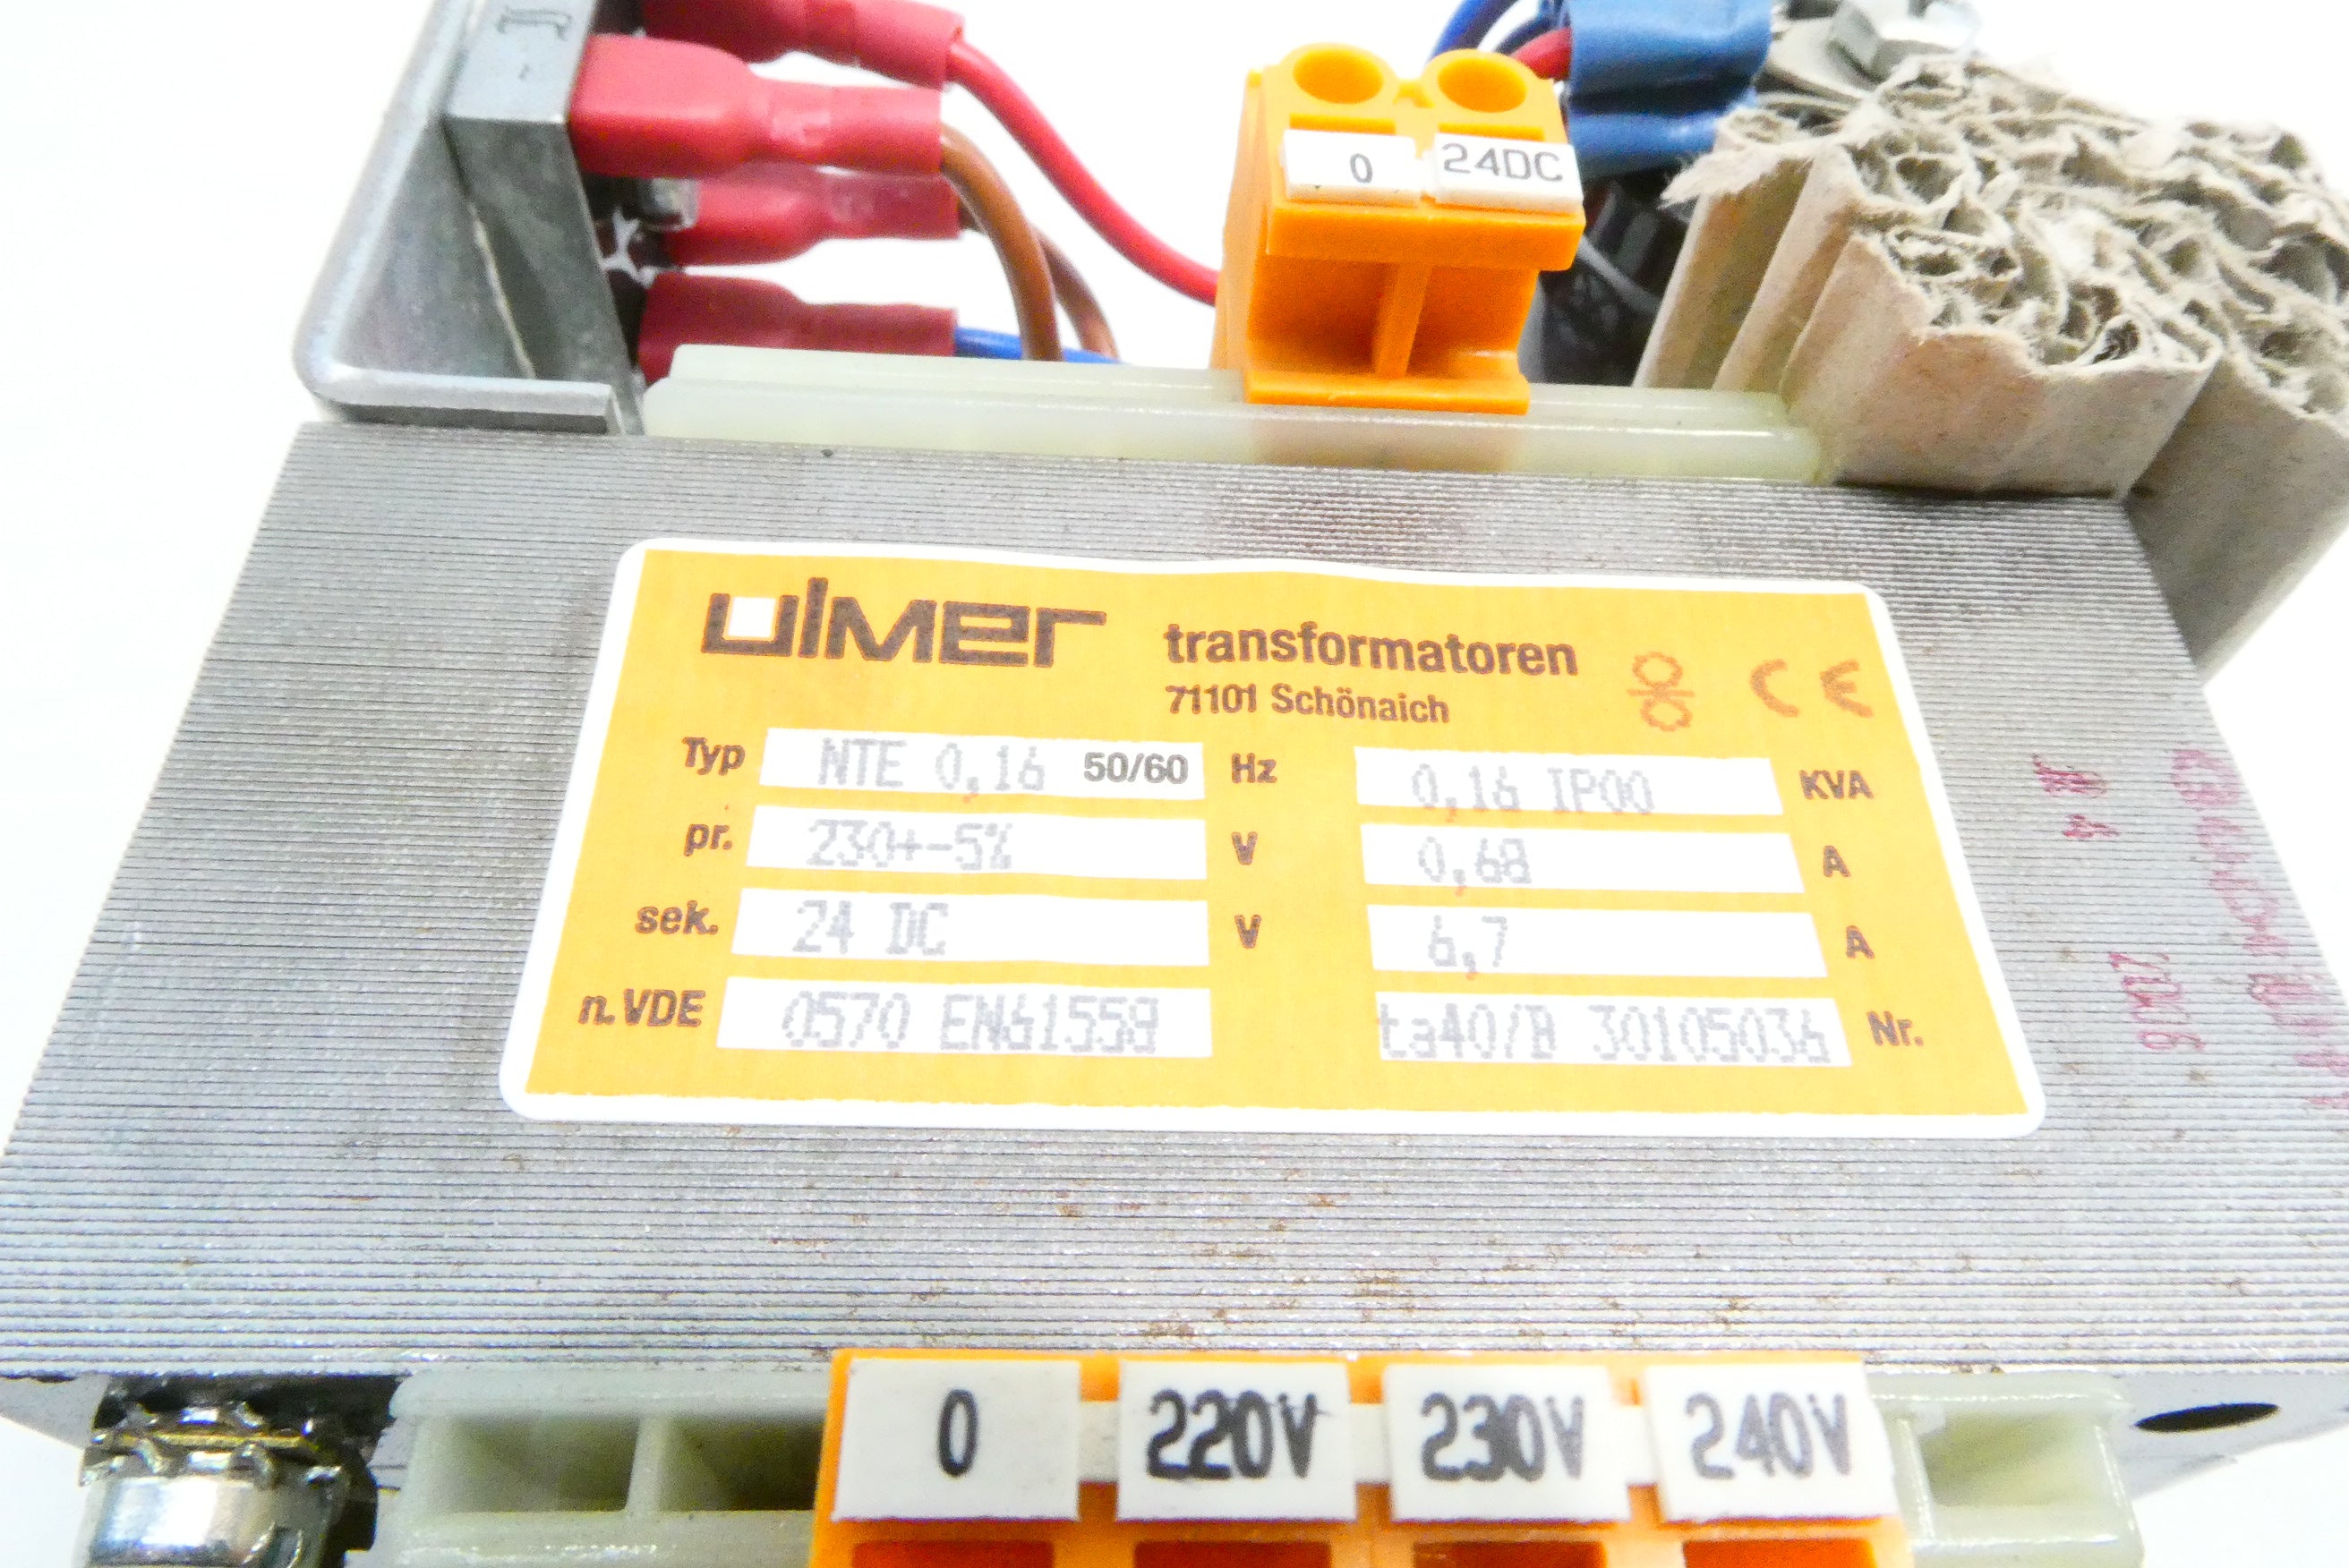 0 24DC
ulmer transformatoren
71101 Schönaich
CE
Typ NTE 0,16 50/60 Hz 0,16 IP00 KVA
pr. 230+-5% V 0,68 A
sek. 24 DC V 6,7 A
n.VDE 0570 EN61558 ta40/B 30105036 Nr.
0 220V 230V 240V